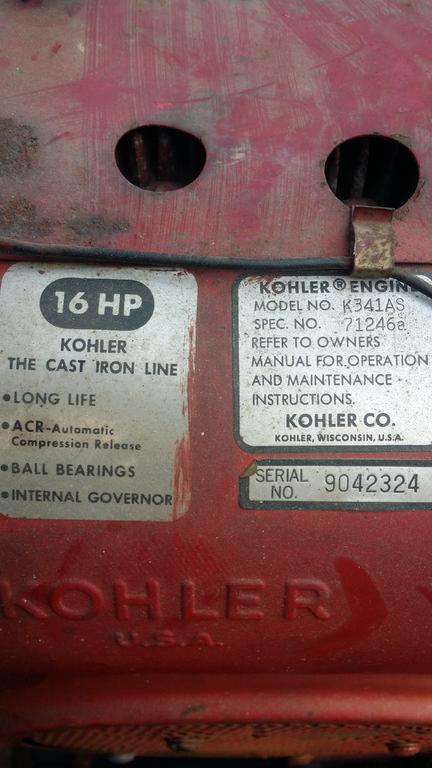 16 HP
KOHLER
THE CAST IRON LINE
•LONG LIFE
•ACR-Automatic
Compression Release
•BALL BEARINGS
•INTERNAL GOVERNOR
KOHLER® ENGIN
MODEL NO. K341AS
SPEC. NO. 71246a
REFER TO OWNERS
MANUAL FOR OPERATION
AND MAINTENANCE
INSTRUCTIONS.
KOHLER CO.
KOHLER, WISCONSIN, U.S.A.
SERIAL
NO. 9042324
KOHLER
U.S.A.